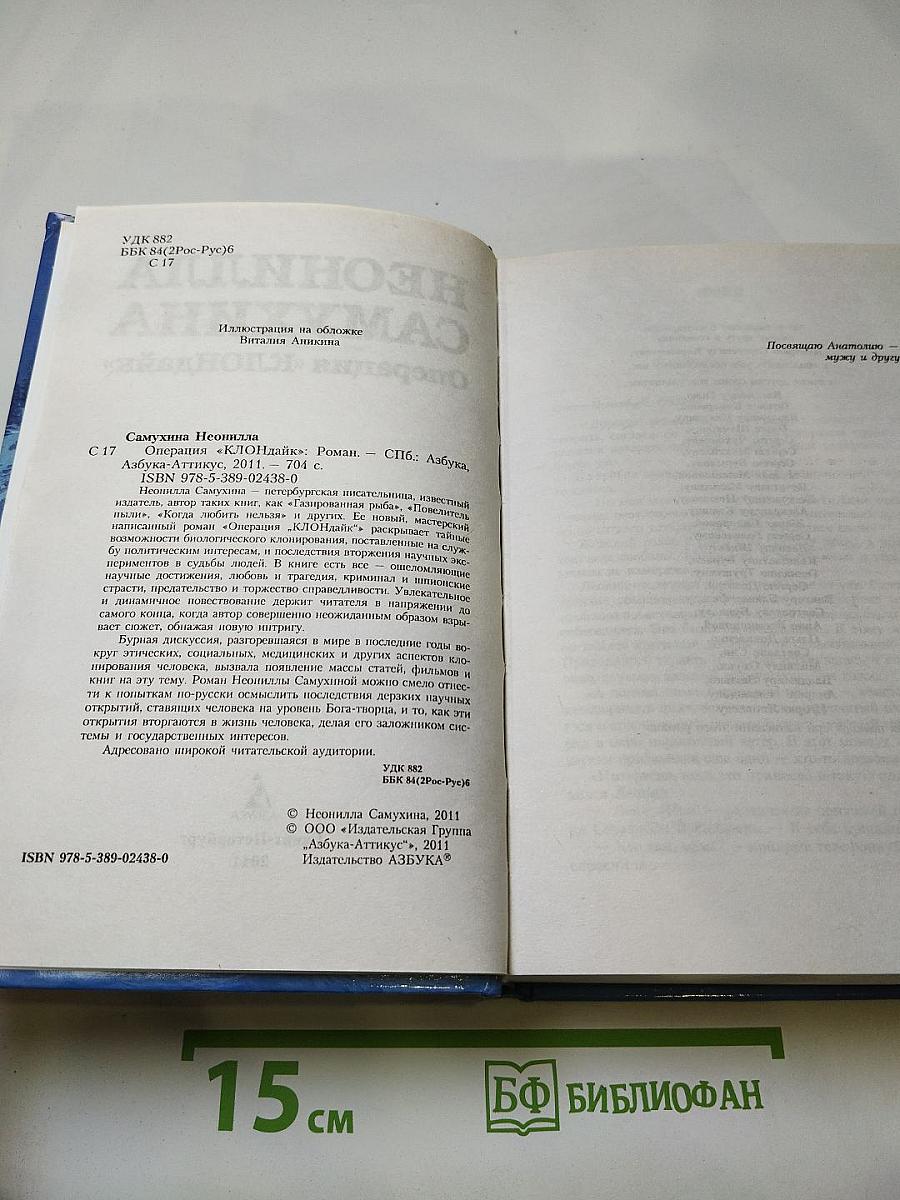 УДК 882
ББК 84(2Рос-Рус)6
С 17
Иллюстрация на обложке
Виталия Аникина
Самухина Неонилла
С 17 Операция «КЛОНдайк»: Роман. — СПб.: Азбука,
Азбука-Аттикус, 2011. — 704 с.
ISBN 978-5-389-02438-0
Неонилла Самухина — петербургская писательница, известный
издатель, автор таких книг, как «Газированная рыба», «Повелитель
пыли», «Когда любить нельзя» и других. Ее новый, мастерский
написанный роман «Операция „КЛОНдайк“» раскрывает тайные
возможности биологического клонирования, поставленные на служ-
бу политическим интересам, и последствия вторжения научных экс-
периментов в судьбы людей. В книге есть все — ошеломляющие
научные достижения, любовь и трагедия, криминал и шпионские
страсти, предательство и торжество справедливости. Увлекательное
и динамичное повествование держит читателя в напряжении до
самого конца, когда автор совершенно неожиданным образом взры-
вает сюжет, обнажая новую интригу.
Бурная дискуссия, разгоревшаяся в мире в последние годы во-
круг этических, социальных, медицинских и других аспектов кло-
нирования человека, вызвала появление массы статей, фильмов и
книг на эту тему. Роман Неониллы Самухиной можно смело отнес-
ти к попыткам по-русски осмыслить последствия дерзких научных
открытий, ставящих человека на уровень Бога-творца, и то, как эти
открытия вторгаются в жизнь человека, делая его заложником сис-
темы и государственных интересов.
Адресовано широкой читательской аудитории.
УДК 882
ББК 84(2Рос-Рус)6
© Неонилла Самухина, 2011
© ООО «Издательская Группа
„Азбука-Аттикус“», 2011
Издательство АЗБУКА®
ISBN 978-5-389-02438-0
Посвящаю Анатолию —
мужу и другу
15 см
БФ БИБЛИОФАН